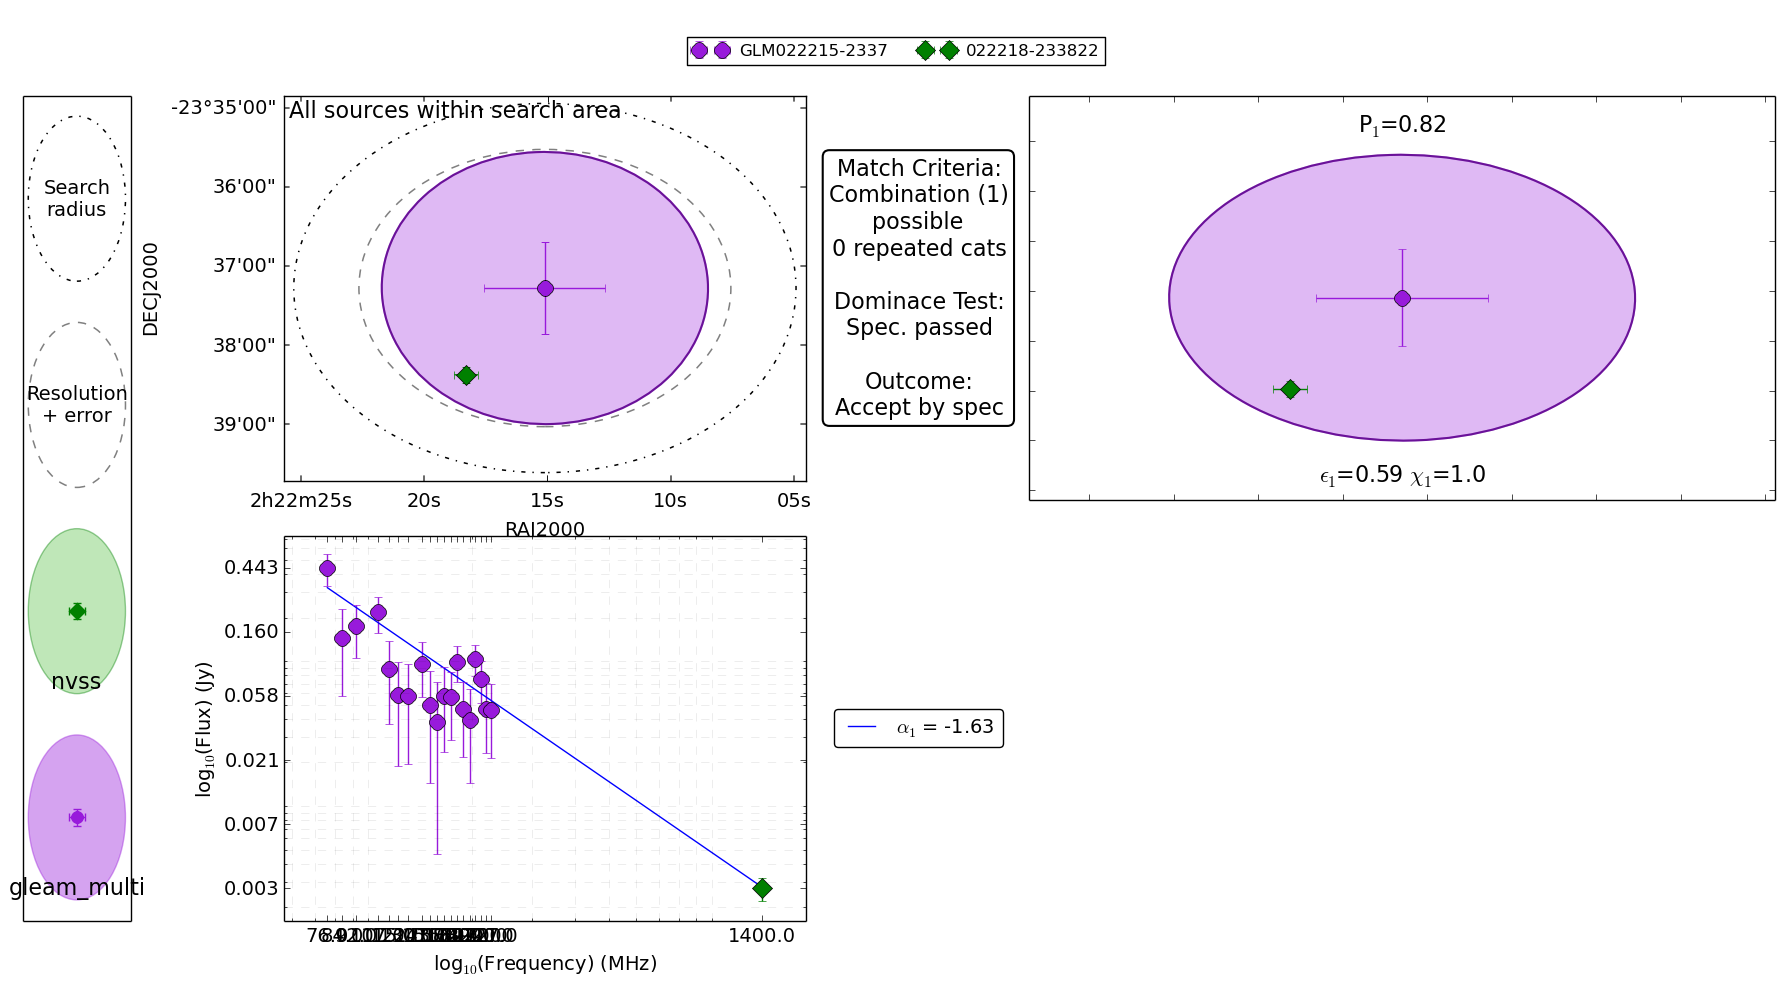 GLM022215-2337 022218-233822
Search
radius
Resolution
+ error
nvss
gleam_multi
All sources within search area
-23°35'00"
36'00"
37'00"
38'00"
39'00"
DECJ2000
2h22m25s 20s 15s 10s 05s
RAJ2000
Match Criteria:
Combination (1)
possible
0 repeated cats
Dominace Test:
Spec. passed
Outcome:
Accept by spec
P1=0.82
ϵ1=0.59 χ1=1.0
0.443
0.160
0.058
0.021
0.007
0.003
log10(Flux) (Jy)
1400.0
log10(Frequency) (MHz)
α1 = -1.63